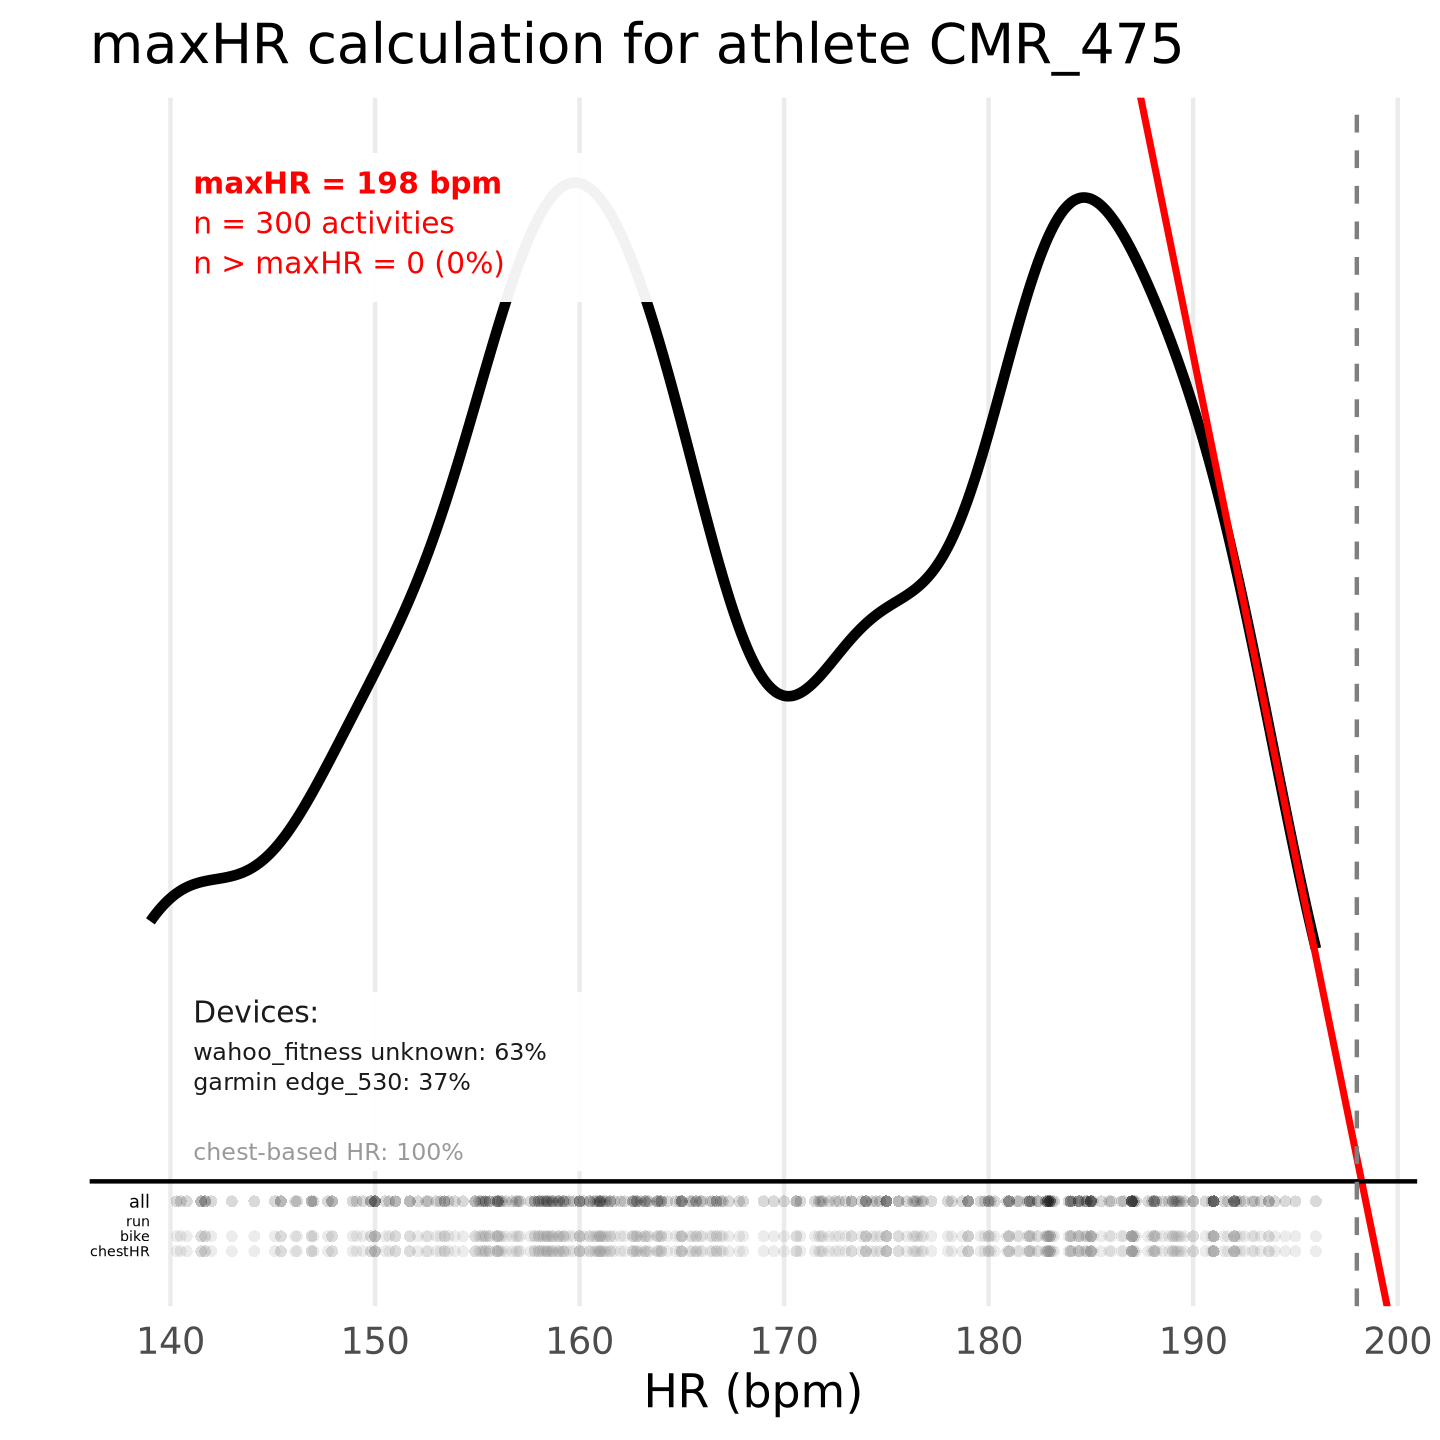 maxHR calculation for athlete CMR_475
maxHR = 198 bpm
n = 300 activities
n > maxHR = 0 (0%)
Devices:
wahoo_fitness unknown: 63%
garmin edge_530: 37%
chest-based HR: 100%
all
run
bike
chestHR
140 150 160 170 180 190 200
HR (bpm)